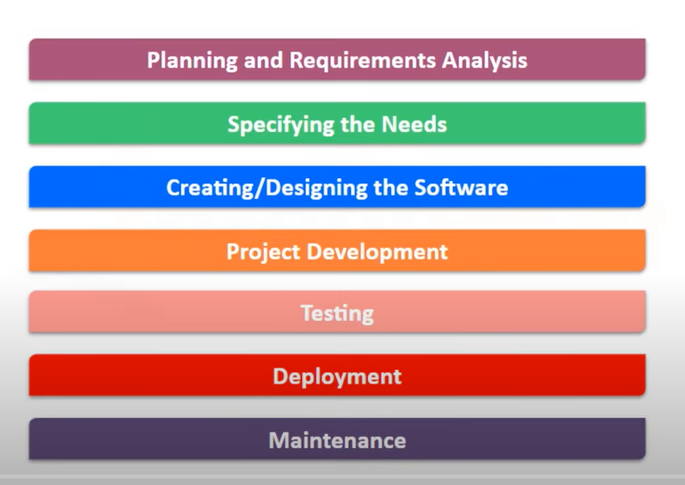 Planning and Requirements Analysis
Specifying the Needs
Creating/Designing the Software
Project Development
Testing
Deployment
Maintenance